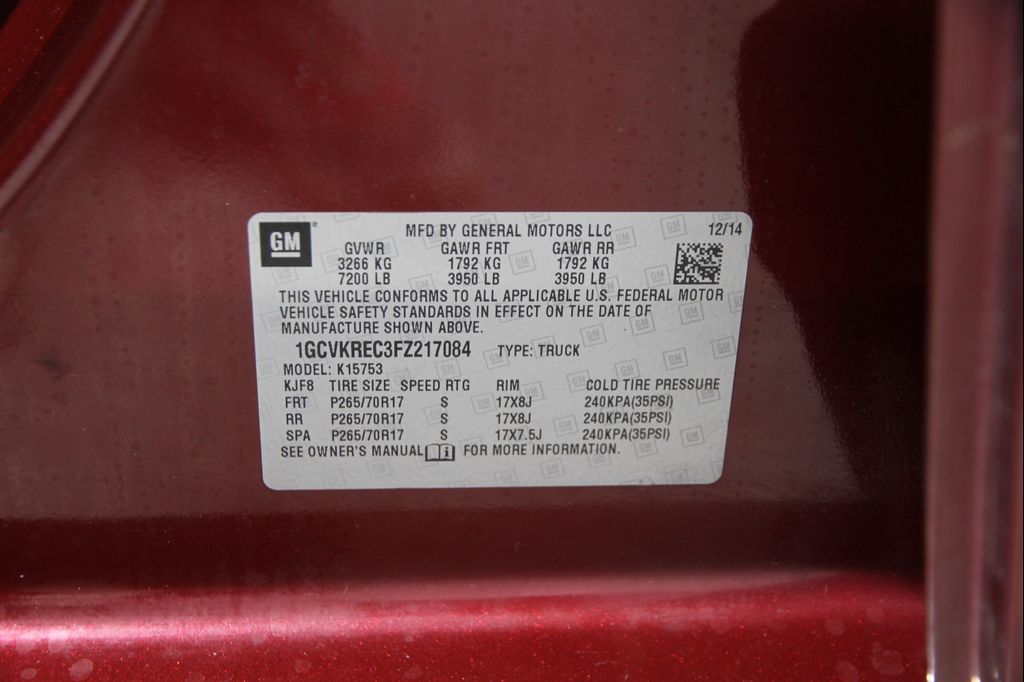 GM
MFD BY GENERAL MOTORS LLC 12/14
GVWR GAWR FRT GAWR RR
3266 KG 1792 KG 1792 KG
7200 LB 3950 LB 3950 LB
THIS VEHICLE CONFORMS TO ALL APPLICABLE U.S. FEDERAL MOTOR
VEHICLE SAFETY STANDARDS IN EFFECT ON THE DATE OF
MANUFACTURE SHOWN ABOVE.
1GCVKREC3FZ217084 TYPE: TRUCK
MODEL: K15753
KJF8 TIRE SIZE SPEED RTG RIM COLD TIRE PRESSURE
FRT P265/70R17 S 17X8J 240KPA(35PSI)
RR P265/70R17 S 17X8J 240KPA(35PSI)
SPA P265/70R17 S 17X7.5J 240KPA(35PSI)
SEE OWNER'S MANUAL FOR MORE INFORMATION.